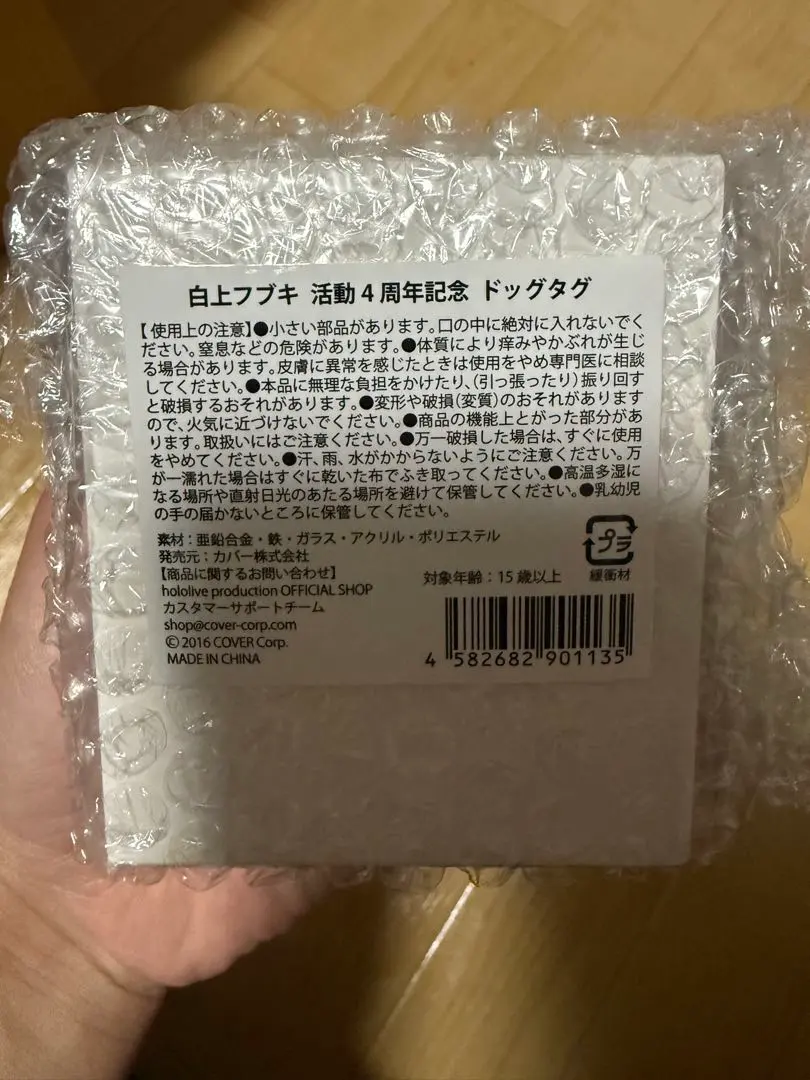 白上フブキ 活動4周年記念 ドッグタグ
【使用上の注意】●小さい部品があります。口の中に絶対に入れないでく
ださい。窒息などの危険があります。●体質により痒みやかぶれが生じ
る場合があります。皮膚に異常を感じたときは使用をやめ専門医に相談
してください。●本品に無理な負担をかけたり、(引っ張ったり)振り回す
と破損するおそれがあります。●変形や破損(変質)のおそれがあります
ので、火気に近づけないでください。●商品の機能上とがった部分があ
ります。取扱いにはご注意ください。●万一破損した場合は、すぐに使用
をやめてください。●汗、雨、水がかからないようにご注意ください。万
が一濡れた場合はすぐに乾いた布でふき取ってください。●高温多湿に
なる場所や直射日光のあたる場所を避けて保管してください。●乳幼児
の手の届かないところに保管してください。
素材:亜鉛合金・鉄・ガラス・アクリル・ポリエステル
発売元:カバー株式会社
【商品に関するお問い合わせ】
hololive production OFFICIAL SHOP
カスタマーサポートチーム
shop@cover-corp.com
© 2016 COVER Corp.
MADE IN CHINA
プラ
緩衝材
対象年齢:15歳以上
4 582682 901135